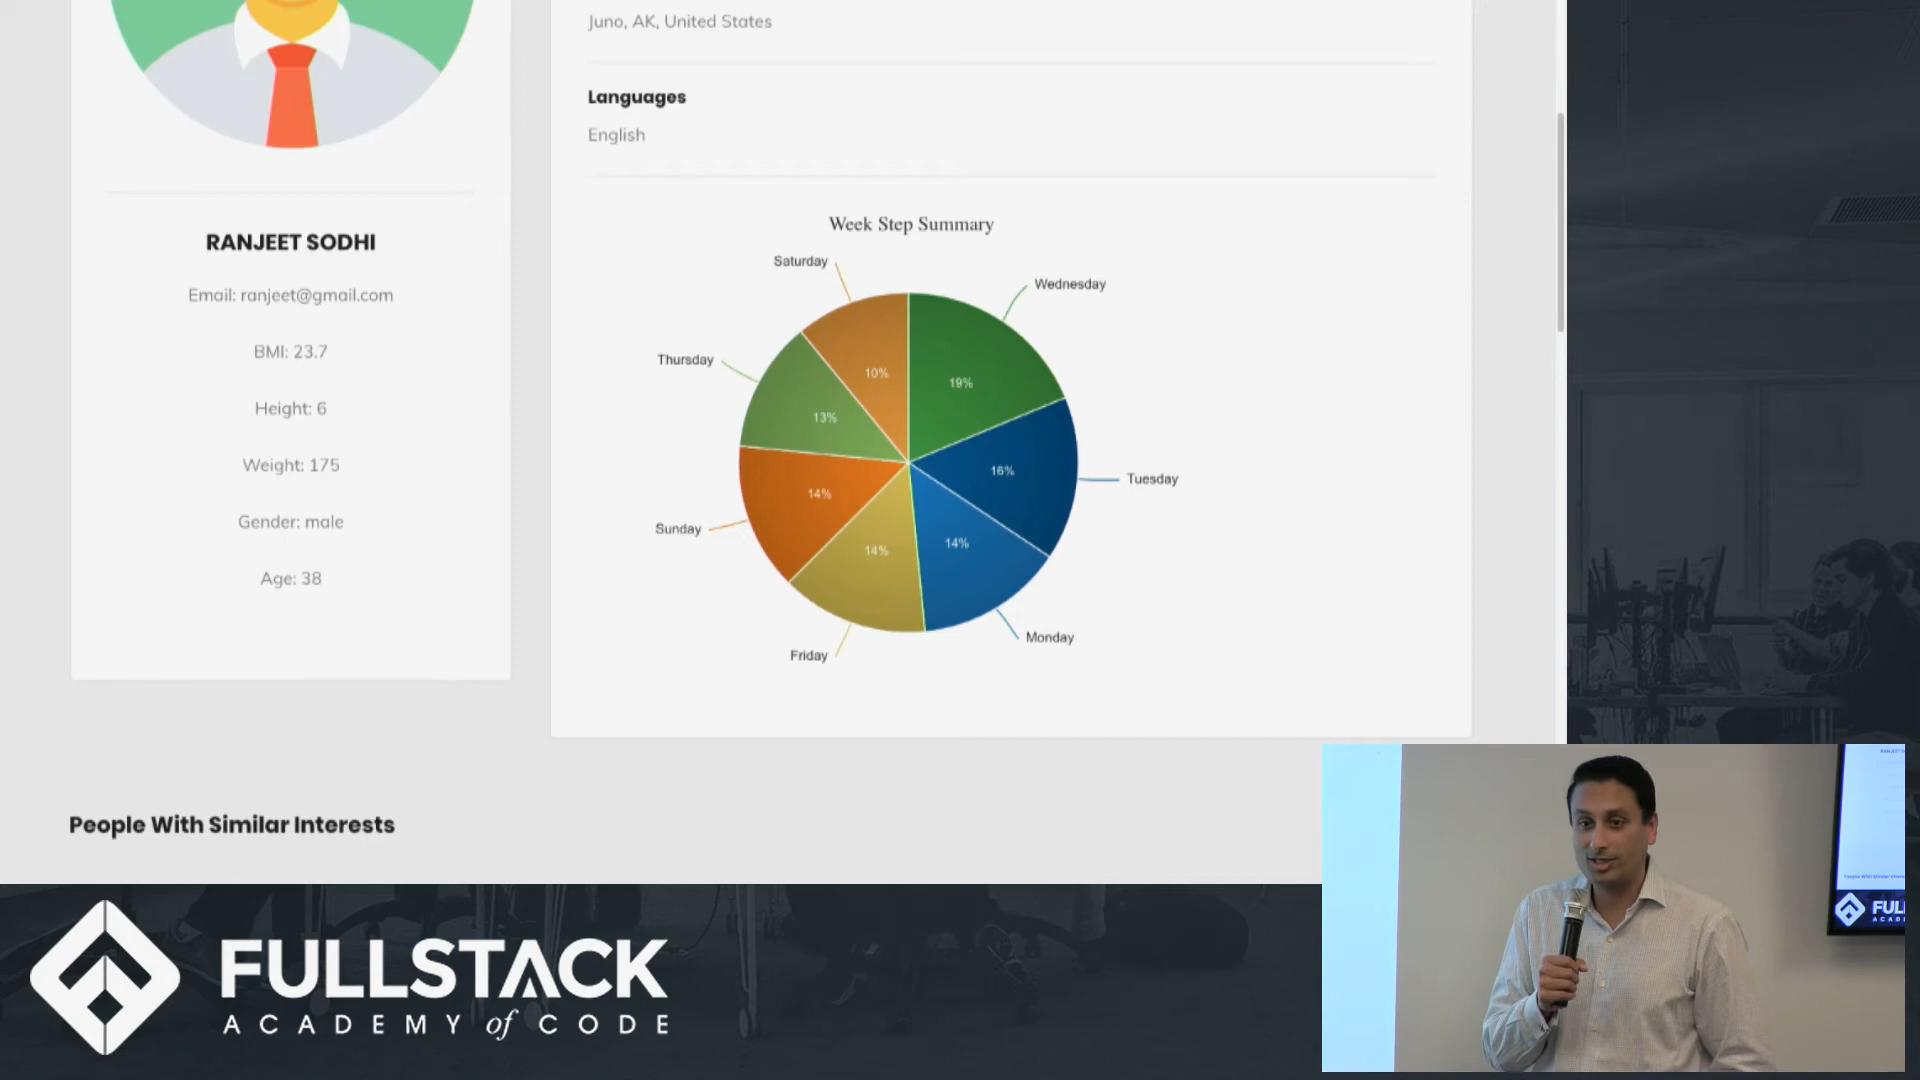 Juno, AK, United States
Languages
English
RANJEET SODHI
Email: ranjeet@gmail.com
BMI: 23.7
Height: 6
Weight: 175
Gender: male
Age: 38
Week Step Summary
Saturday
Wednesday
Thursday
10%
19%
13%
16%
Tuesday
14%
Sunday
14%
14%
Monday
Friday
People With Similar Interests
FULLSTACK
ACADEMY of CODE
FUL
ACAD